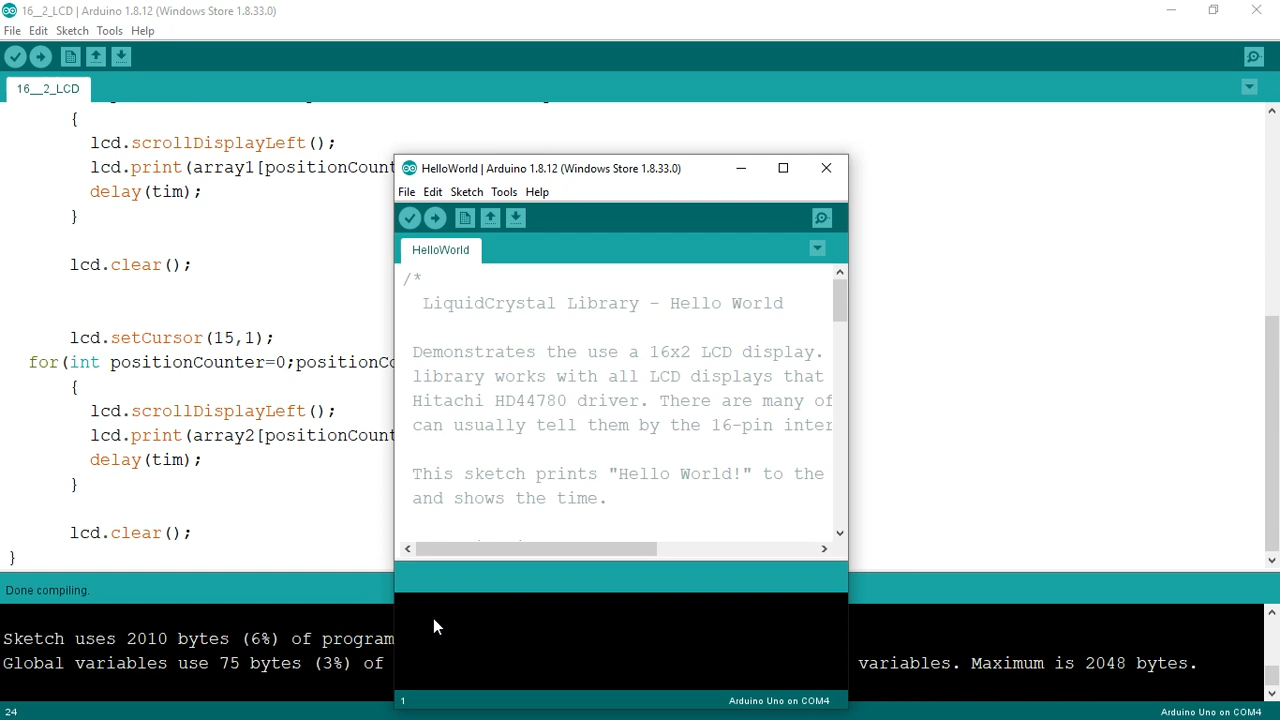 16__2_LCD | Arduino 1.8.12 (Windows Store 1.8.33.0)
File Edit Sketch Tools Help
16__2_LCD
{
lcd.scrollDisplayLeft();
lcd.print(array1[positionCount
delay(tim);
}
lcd.clear();
lcd.setCursor(15,1);
for(int positionCounter=0;positionCo
{
lcd.scrollDisplayLeft();
lcd.print(array2[positionCount
delay(tim);
}
lcd.clear();
}
Done compiling.
Sketch uses 2010 bytes (6%) of program
Global variables use 75 bytes (3%) of
variables. Maximum is 2048 bytes.
24
Arduino Uno on COM4
HelloWorld | Arduino 1.8.12 (Windows Store 1.8.33.0)
File Edit Sketch Tools Help
HelloWorld
/*
LiquidCrystal Library - Hello World
Demonstrates the use a 16x2 LCD display.
library works with all LCD displays that
Hitachi HD44780 driver. There are many of
can usually tell them by the 16-pin inter
This sketch prints "Hello World!" to the
and shows the time.
1
Arduino Uno on COM4